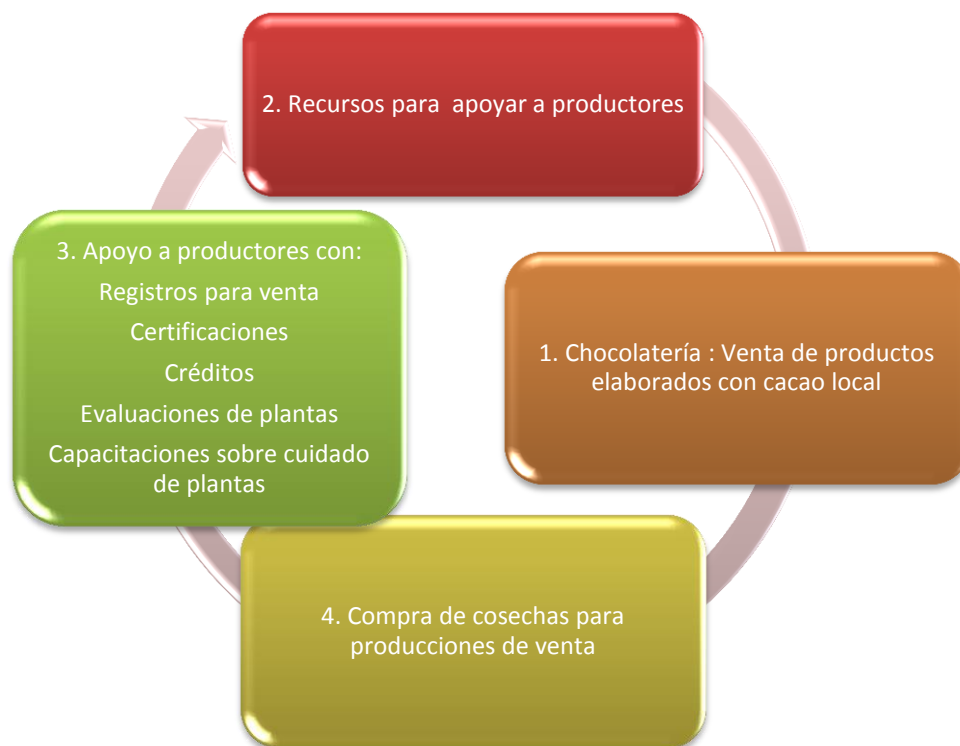 2. Recursos para  apoyar a productores
3. Apoyo a productores con:
Registros para venta
Certificaciones
Créditos
Evaluaciones de plantas
Capacitaciones sobre cuidado
de plantas
1. Chocolatería : Venta de productos
elaborados con cacao local
4. Compra de cosechas para
producciones de venta